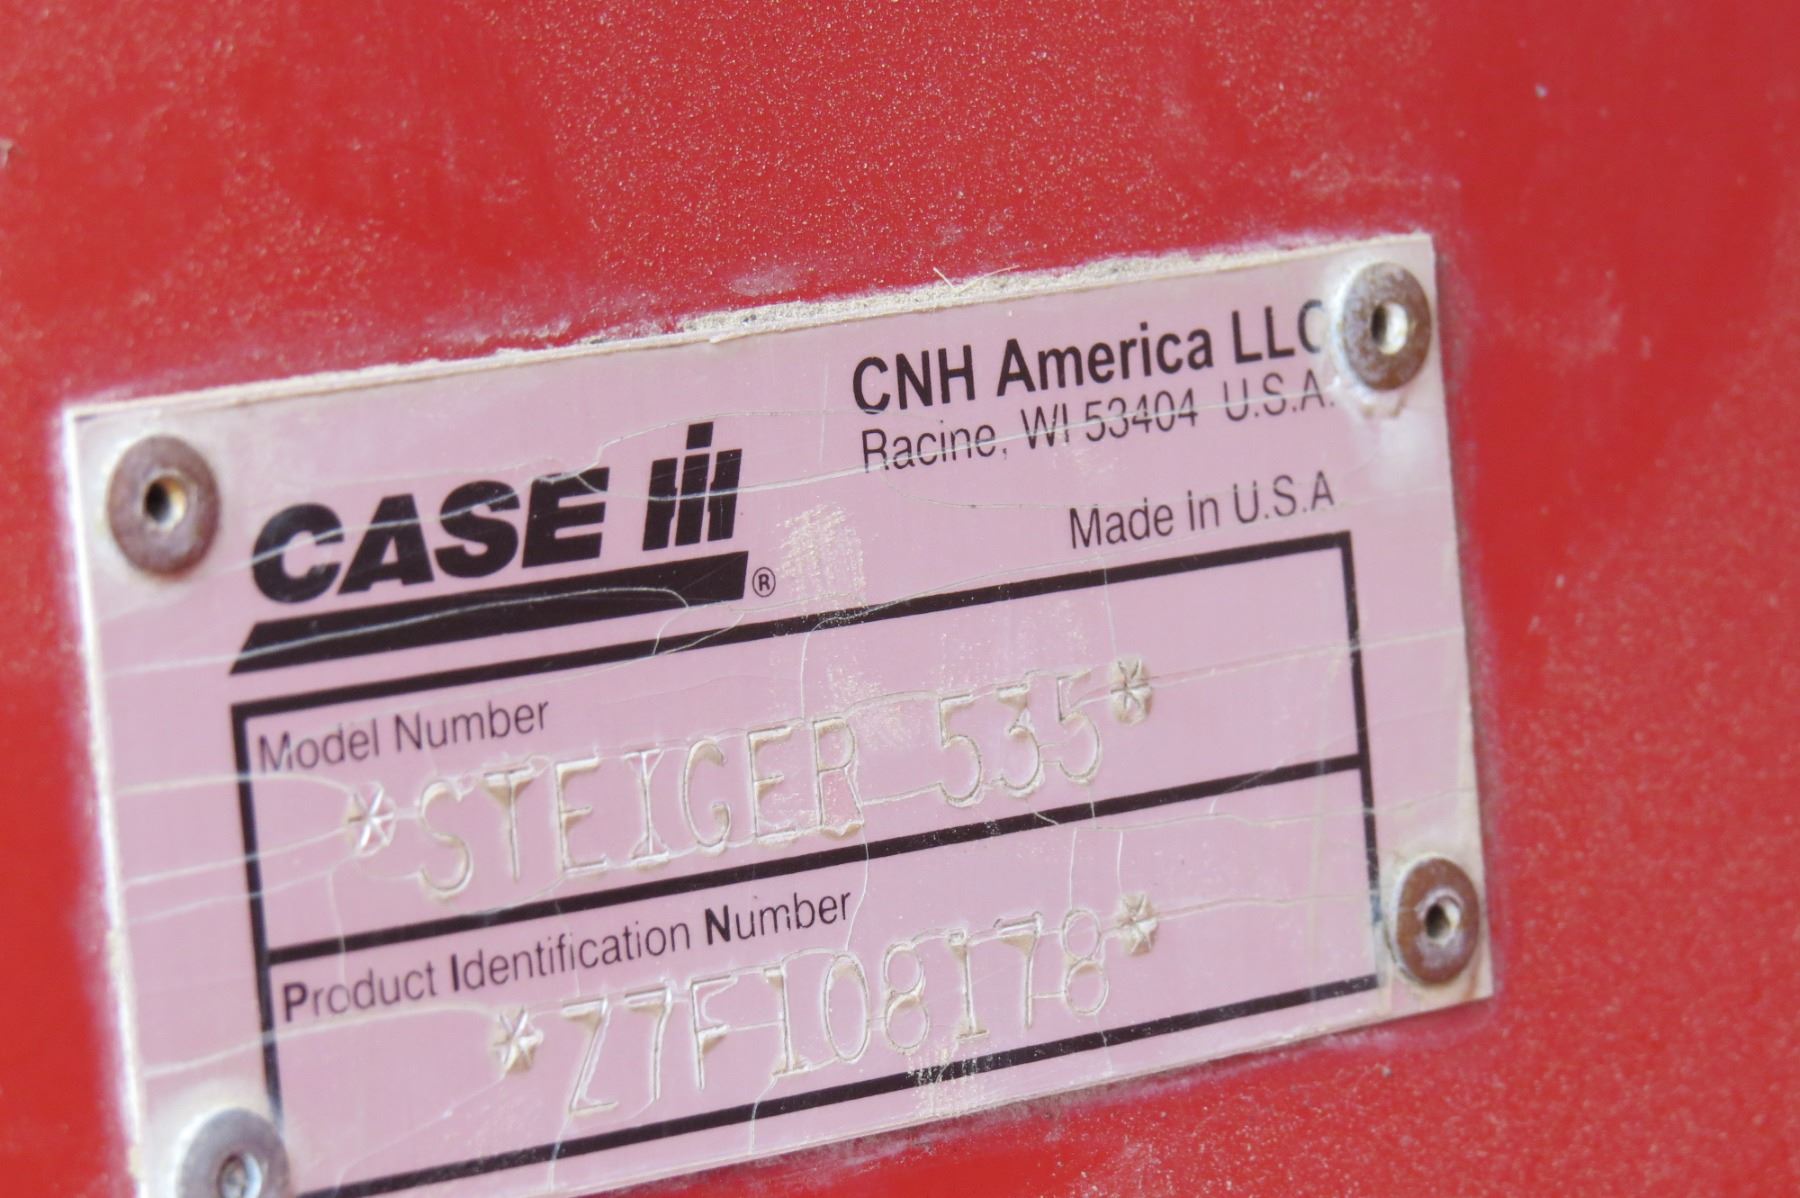 CNH America LLC
Racine, WI 53404 U.S.A.
CASE IH ®
Made In U.S.A
Model Number
*STEIGER 535*
Product Identification Number
*Z7F108178*